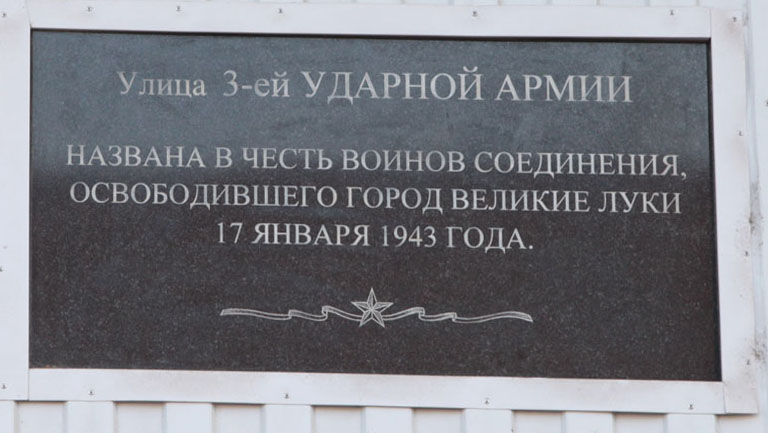 Улица 3-ей УДАРНОЙ АРМИИ
НАЗВАНА В ЧЕСТЬ ВОИНОВ СОЕДИНЕНИЯ,
ОСВОБОДИВШЕГО ГОРОД ВЕЛИКИЕ ЛУКИ
17 ЯНВАРЯ 1943 ГОДА.